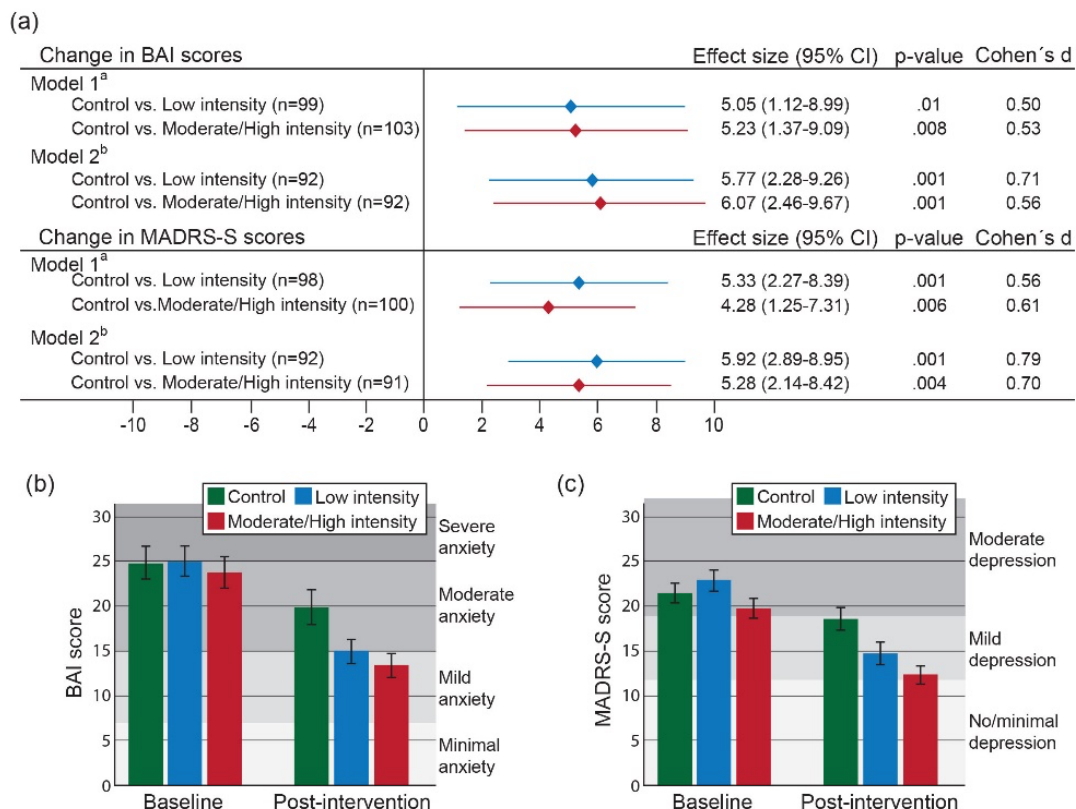 (a)
Change in BAI scores Effect size (95% CI) p-value Cohen´s d
Model 1a
Control vs. Low intensity (n=99) 5.05 (1.12-8.99) .01 0.50
Control vs. Moderate/High intensity (n=103) 5.23 (1.37-9.09) .008 0.53
Model 2b
Control vs. Low intensity (n=92) 5.77 (2.28-9.26) .001 0.71
Control vs. Moderate/High intensity (n=92) 6.07 (2.46-9.67) .001 0.56
Change in MADRS-S scores Effect size (95% CI) p-value Cohen´s d
Model 1a
Control vs. Low intensity (n=98) 5.33 (2.27-8.39) .001 0.56
Control vs.Moderate/High intensity (n=100) 4.28 (1.25-7.31) .006 0.61
Model 2b
Control vs. Low intensity (n=92) 5.92 (2.89-8.95) .001 0.79
Control vs. Moderate/High intensity (n=91) 5.28 (2.14-8.42) .004 0.70
-10 -8 -6 -4 -2 0 2 4 6 8 10
(b)
Control Low intensity
Moderate/High intensity
BAI score
30
25
20
15
10
5
0
Severe
anxiety
Moderate
anxiety
Mild
anxiety
Minimal
anxiety
Baseline Post-intervention
(c)
Control Low intensity
Moderate/High intensity
MADRS-S score
30
25
20
15
10
5
0
Moderate
depression
Mild
depression
No/minimal
depression
Baseline Post-intervention